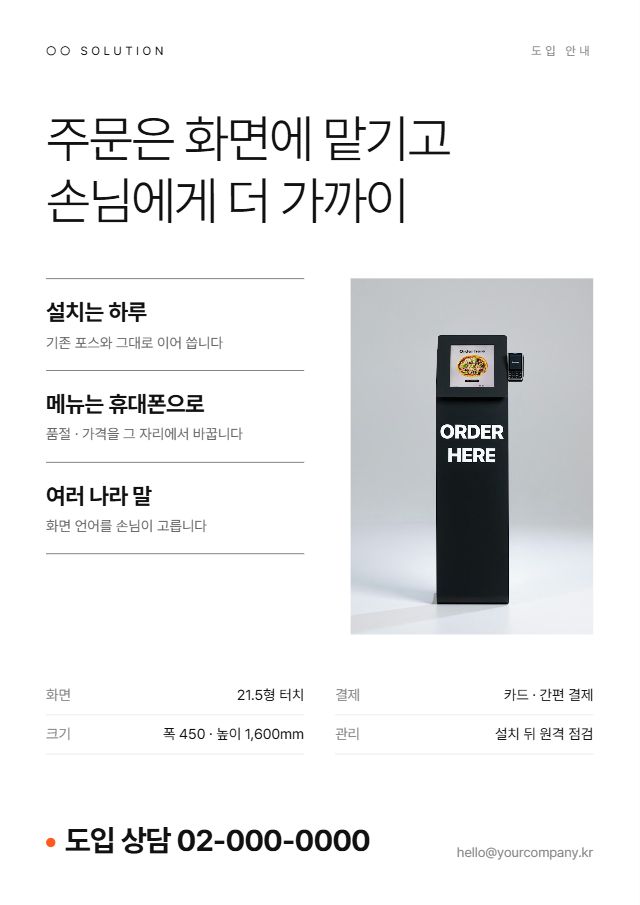 ○○ SOLUTION
도입 안내
주문은 화면에 맡기고
손님에게 더 가까이
설치는 하루
기존 포스와 그대로 이어 씁니다
메뉴는 휴대폰으로
품절 · 가격을 그 자리에서 바꿉니다
여러 나라 말
화면 언어를 손님이 고릅니다
Order here
ORDER
HERE
화면 21.5형 터치
결제 카드 · 간편 결제
크기 폭 450 · 높이 1,600mm
관리 설치 뒤 원격 점검
도입 상담 02-000-0000
hello@yourcompany.kr